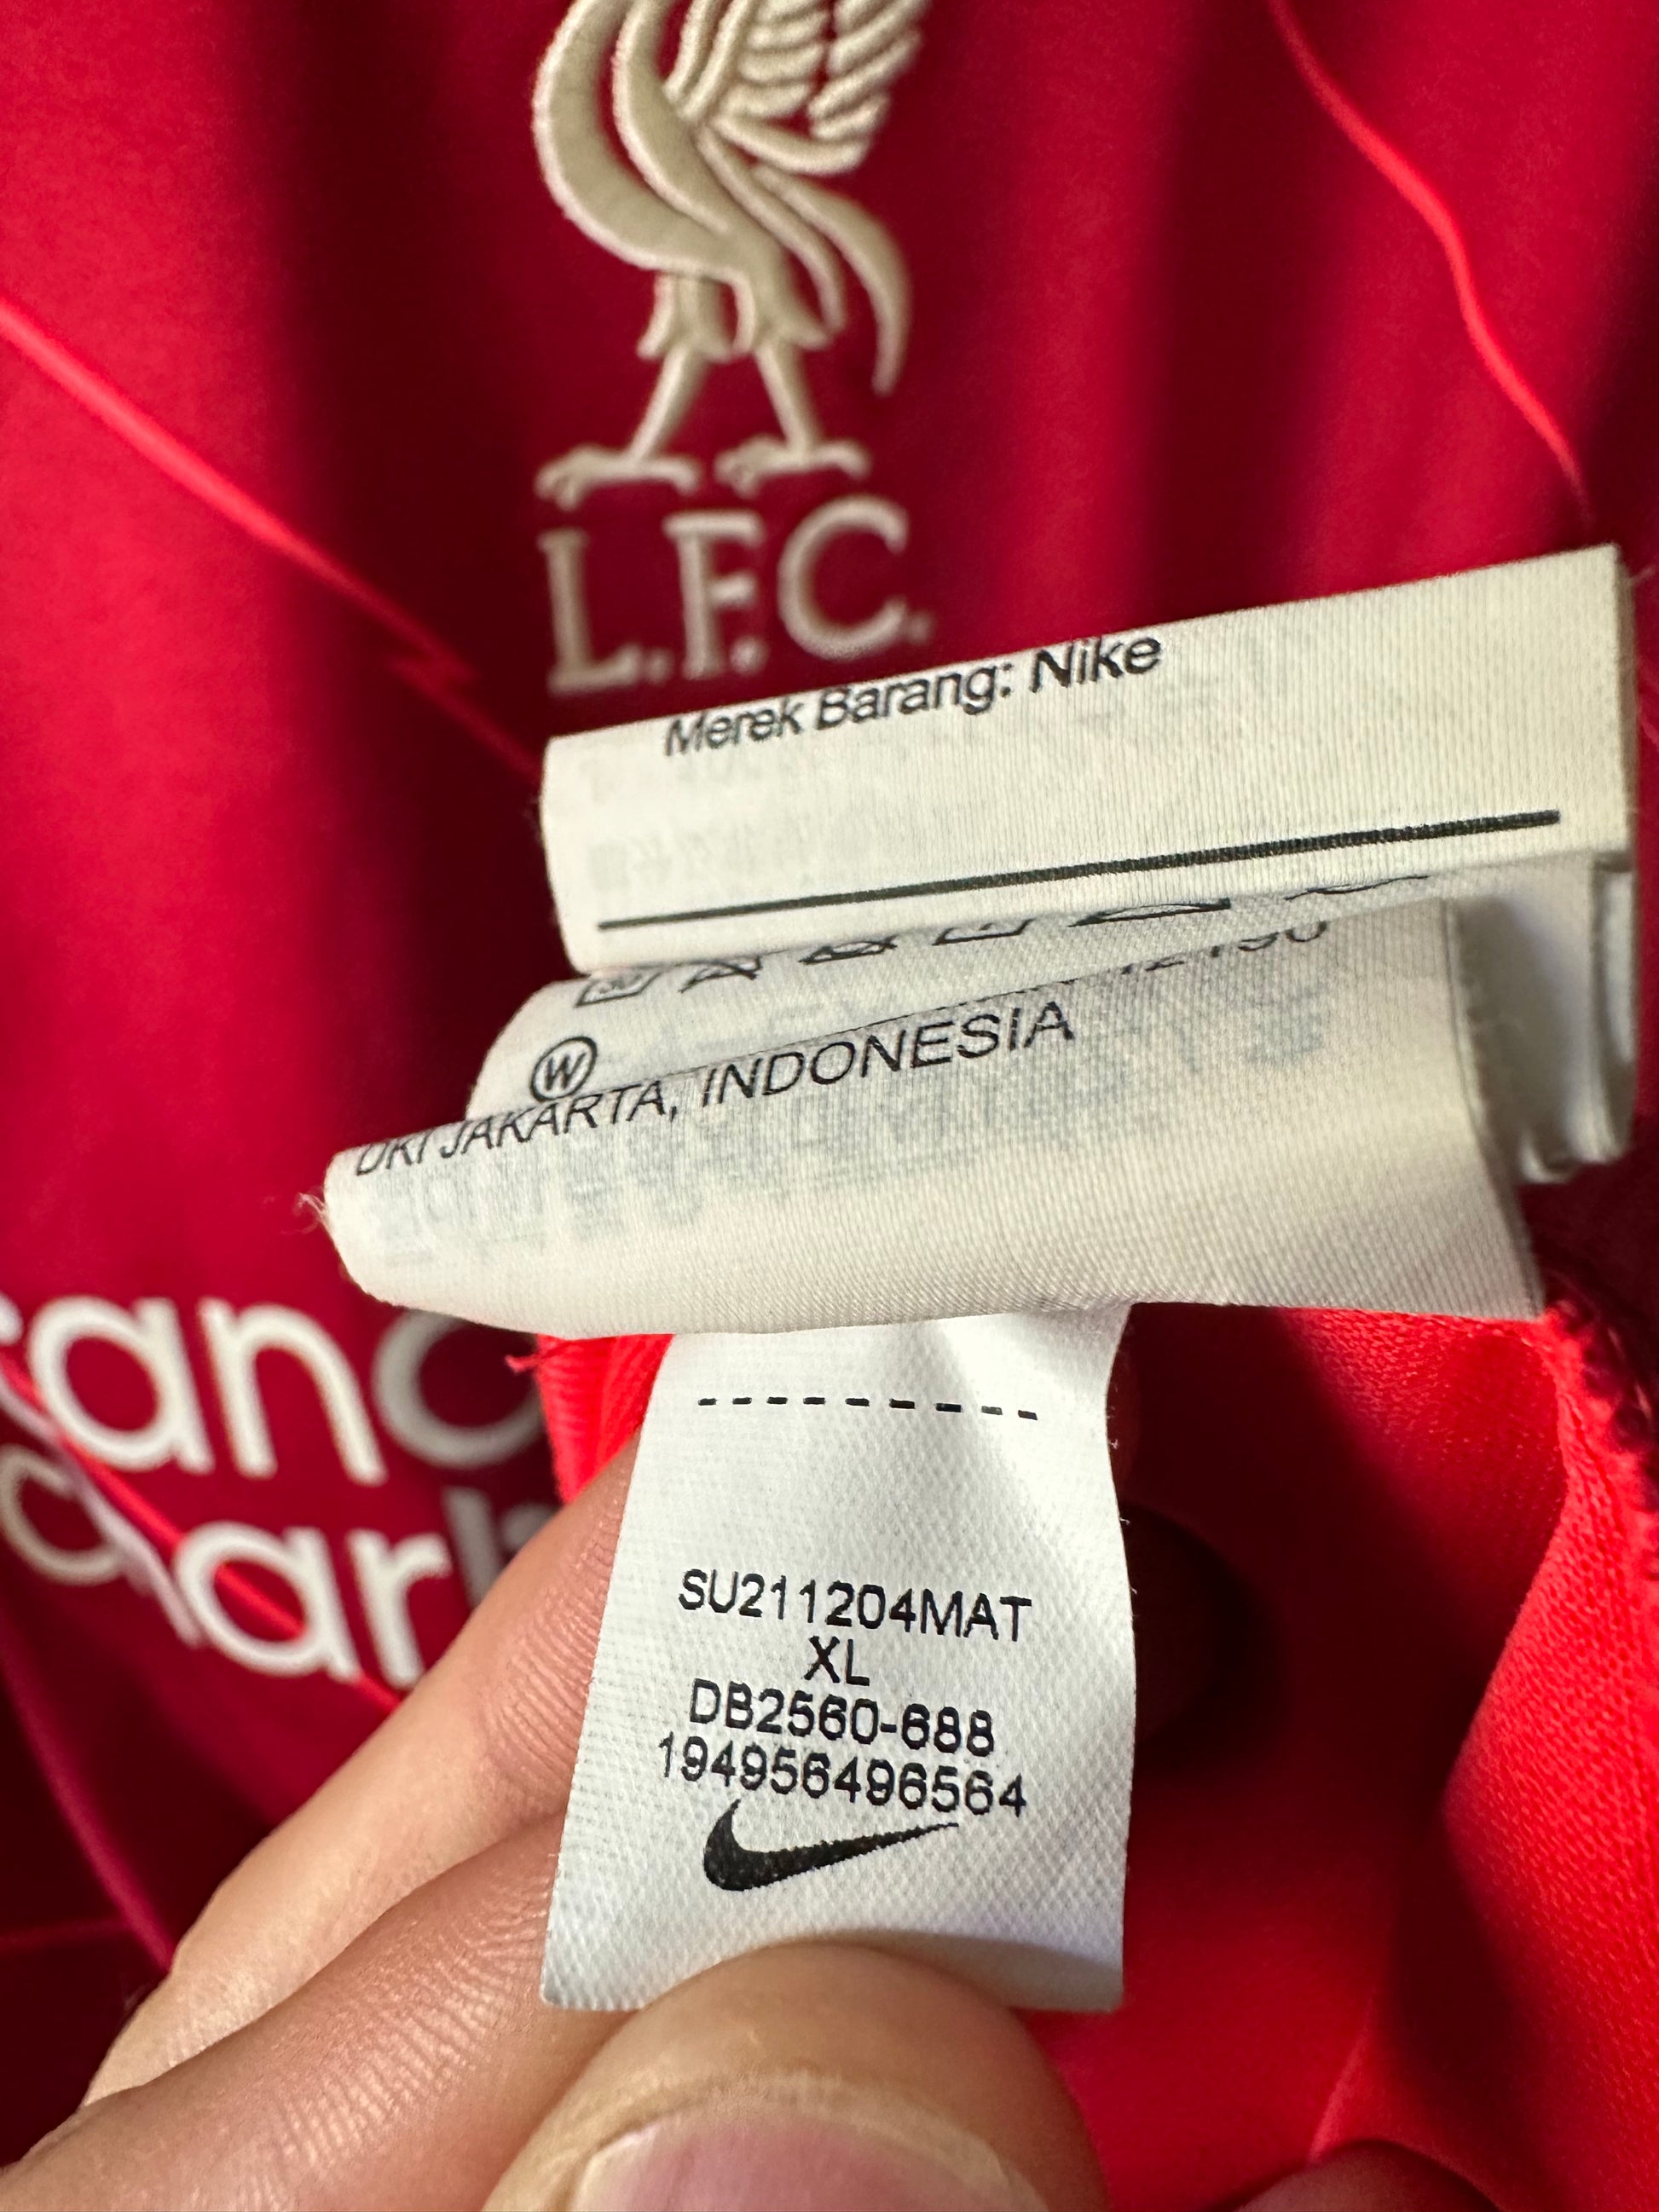 L.F.C.
Merek Barang: Nike
W
DKI JAKARTA, INDONESIA
SU211204MAT
XL
DB2560-688
194956496564